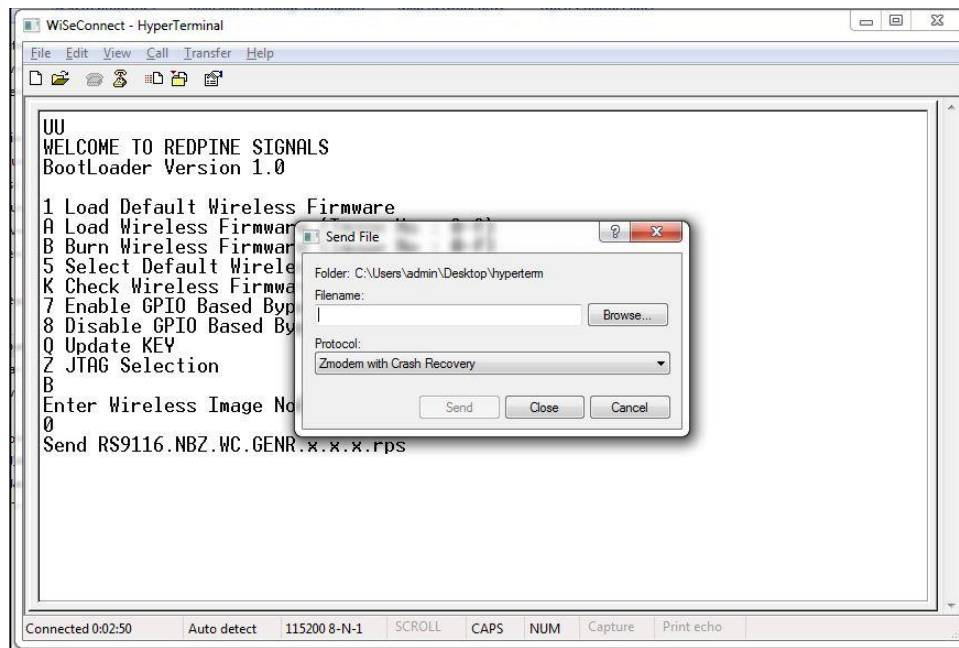 WiSeConnect - HyperTerminal
File Edit View Call Transfer Help
UU
WELCOME TO REDPINE SIGNALS
BootLoader Version 1.0
1 Load Default Wireless Firmware
A Load Wireless Firmwar
B Burn Wireless Firmwar
5 Select Default Wirele
K Check Wireless Firmwa
7 Enable GPIO Based Byp
8 Disable GPIO Based By
Q Update KEY
Z JTAG Selection
B
Enter Wireless Image No
0
Send RS9116.NBZ.WC.GENR.x.x.x.rps
Send File
Folder: C:\Users\admin\Desktop\hyperterm
Filename:
Browse...
Protocol:
Zmodem with Crash Recovery
Send Close Cancel
Connected 0:02:50 Auto detect 115200 8-N-1 SCROLL CAPS NUM Capture Print echo